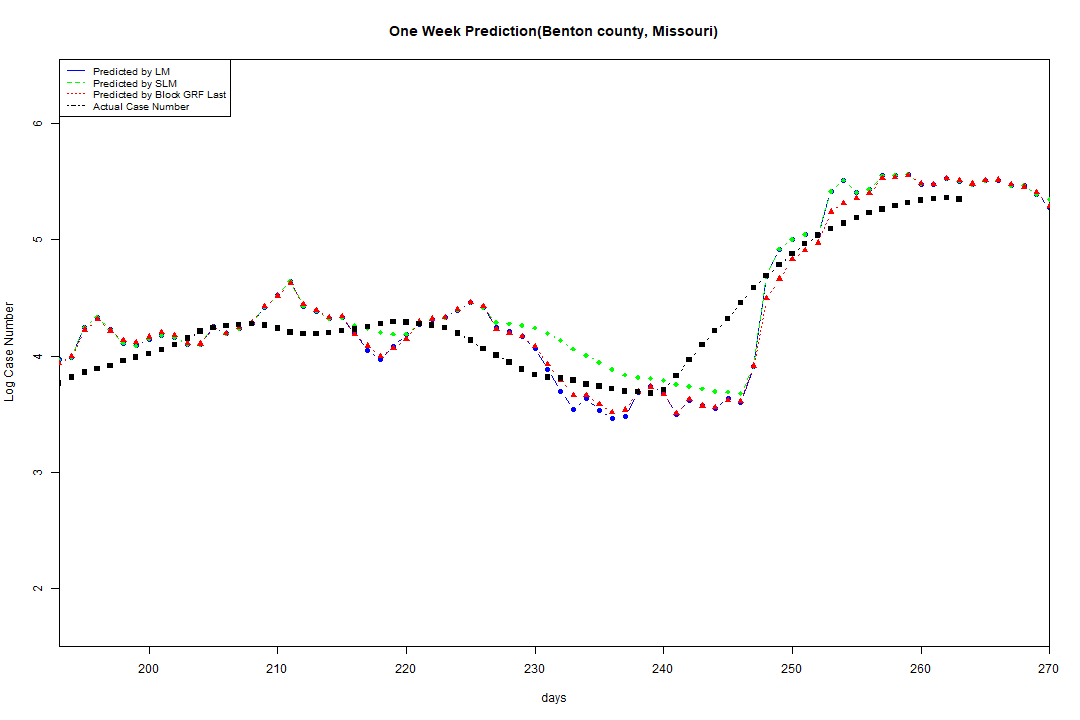 One Week Prediction(Benton county, Missouri)
Predicted by LM
Predicted by SLM
Predicted by Block GRF Last
Actual Case Number
6
5
4
3
2
Log Case Number
200 210 220 230 240 250 260 270
days